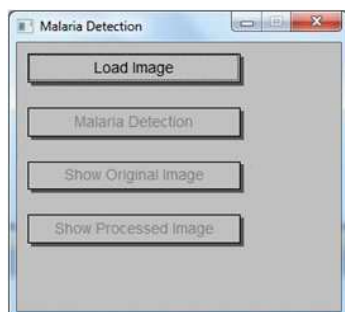 Malaria Detection
Load Image
Malaria Detection
Show Original Image
Show Processed Image